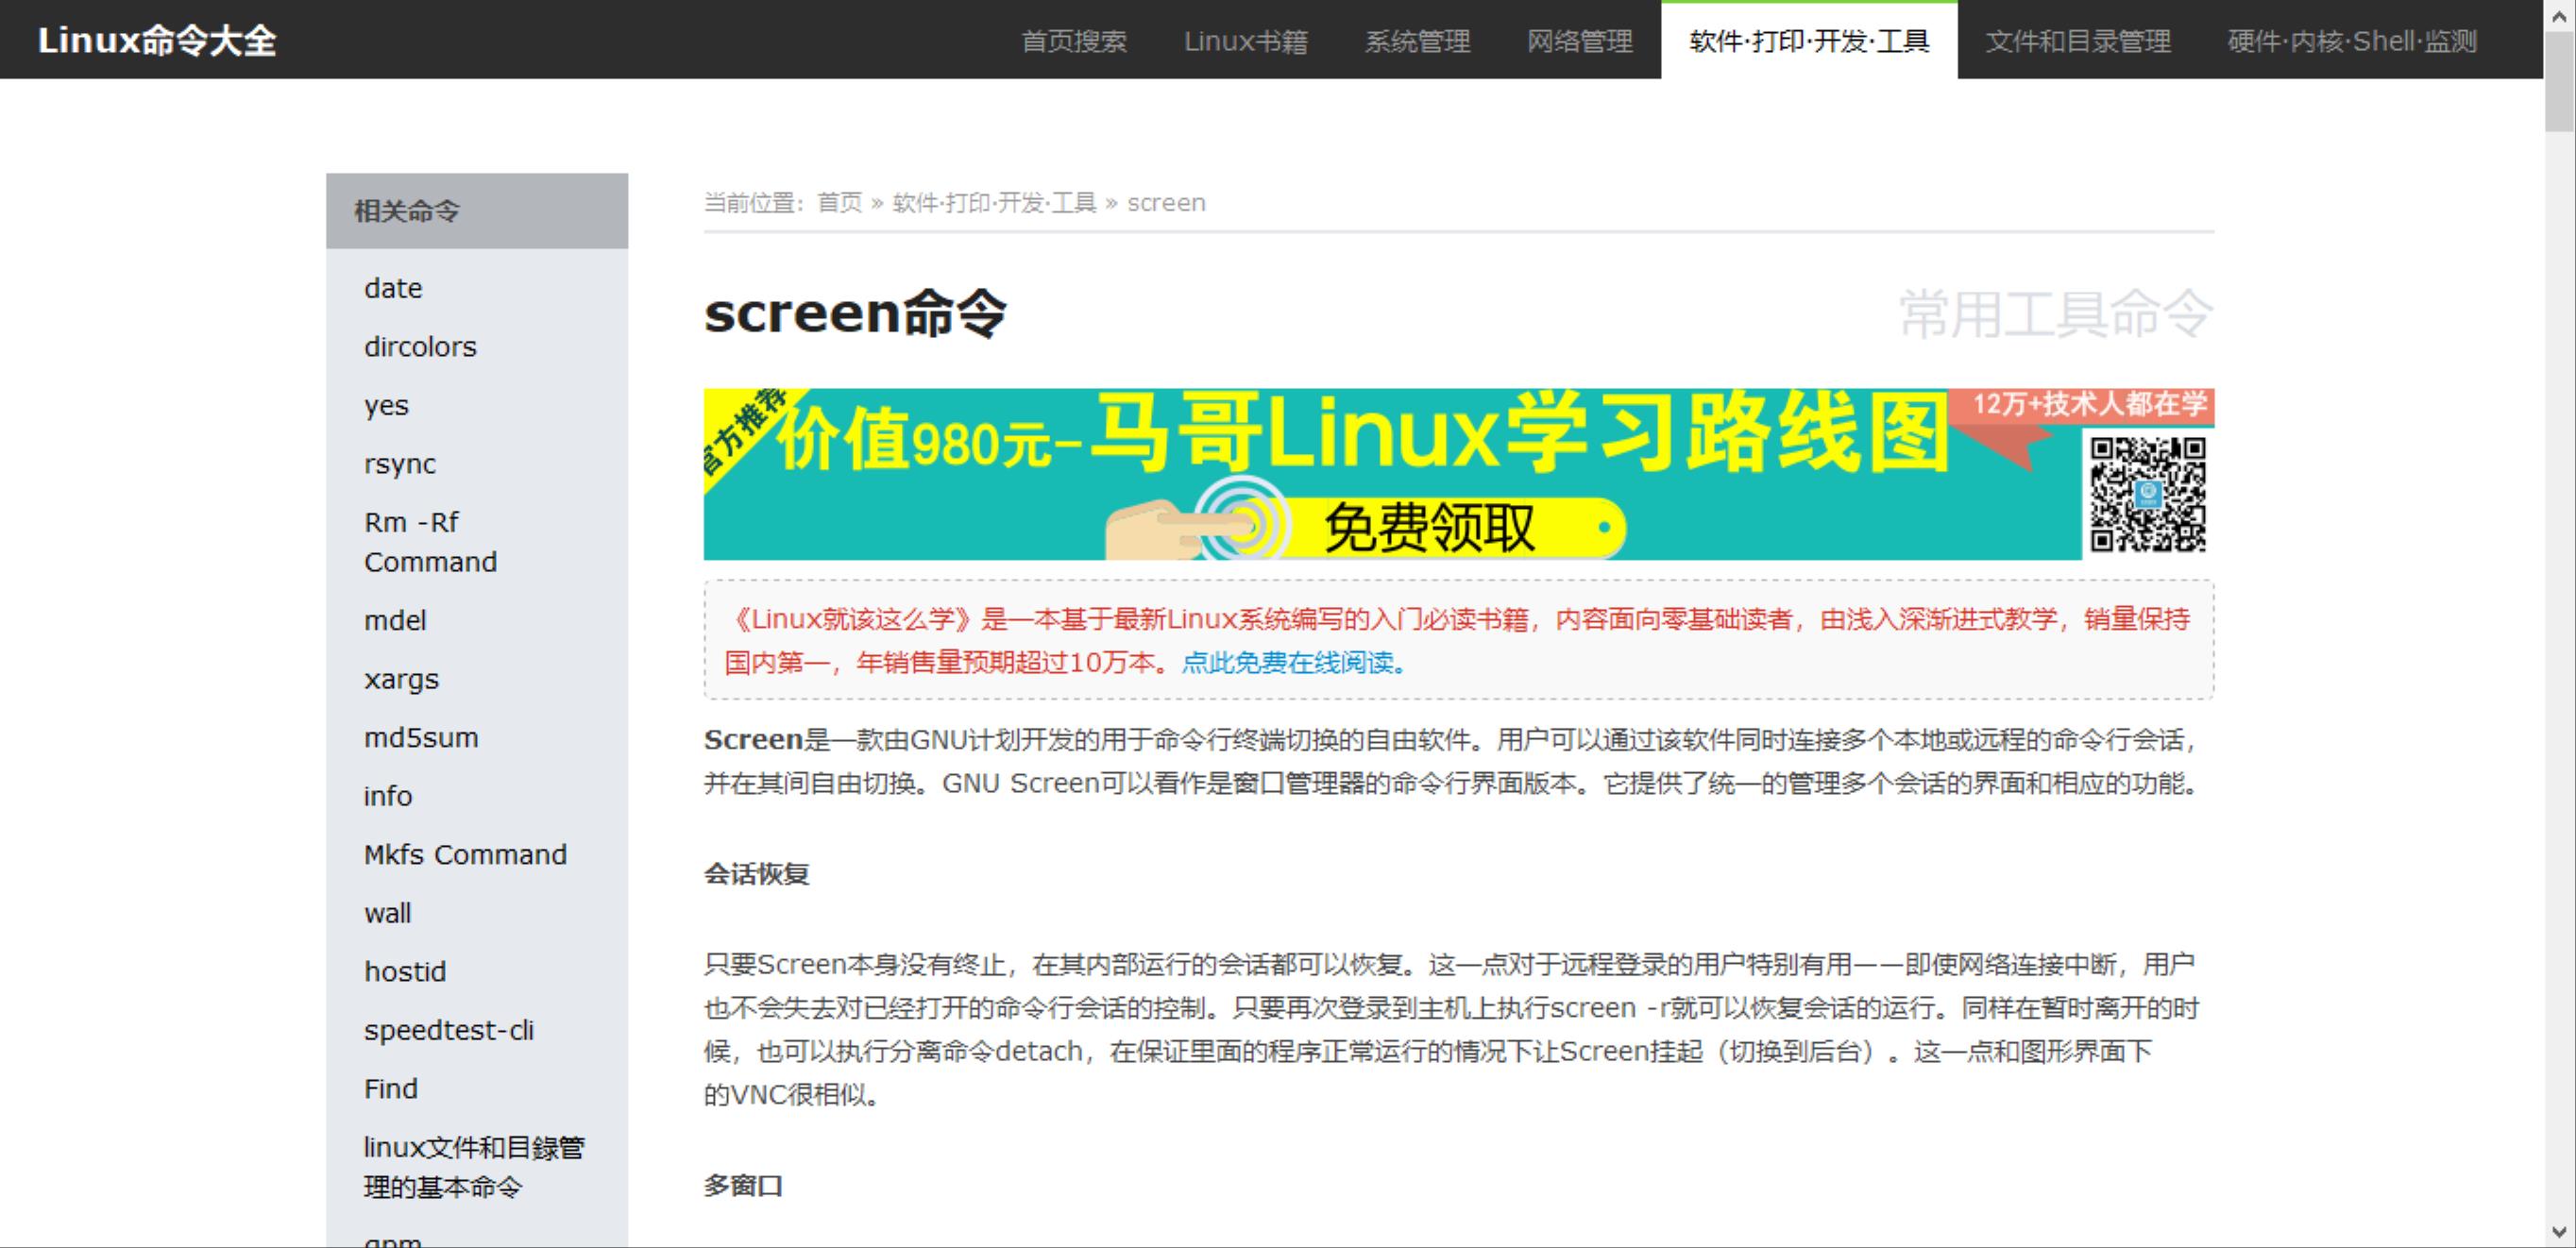 Linux命令大全
首页搜索
Linux书籍
系统管理
网络管理
软件·打印·开发·工具
文件和目录管理
硬件·内核·Shell·监测
相关命令
date
dircolors
yes
rsync
Rm -Rf
Command
mdel
xargs
md5sum
info
Mkfs Command
wall
hostid
speedtest-cli
Find
linux文件和目錄管
理的基本命令
gpm
当前位置：首页 » 软件·打印·开发·工具 » screen
screen命令
常用工具命令
官方推荐
价值980元-马哥Linux学习路线图
12万+技术人都在学
免费领取
《Linux就该这么学》是一本基于最新Linux系统编写的入门必读书籍，内容面向零基础读者，由浅入深渐进式教学，销量保持
国内第一，年销售量预期超过10万本。点此免费在线阅读。
Screen是一款由GNU计划开发的用于命令行终端切换的自由软件。用户可以通过该软件同时连接多个本地或远程的命令行会话，
并在其间自由切换。GNU Screen可以看作是窗口管理器的命令行界面版本。它提供了统一的管理多个会话的界面和相应的功能。
会话恢复
只要Screen本身没有终止，在其内部运行的会话都可以恢复。这一点对于远程登录的用户特别有用——即使网络连接中断，用户
也不会失去对已经打开的命令行会话的控制。只要再次登录到主机上执行screen -r就可以恢复会话的运行。同样在暂时离开的时
候，也可以执行分离命令detach，在保证里面的程序正常运行的情况下让Screen挂起（切换到后台）。这一点和图形界面下
的VNC很相似。
多窗口